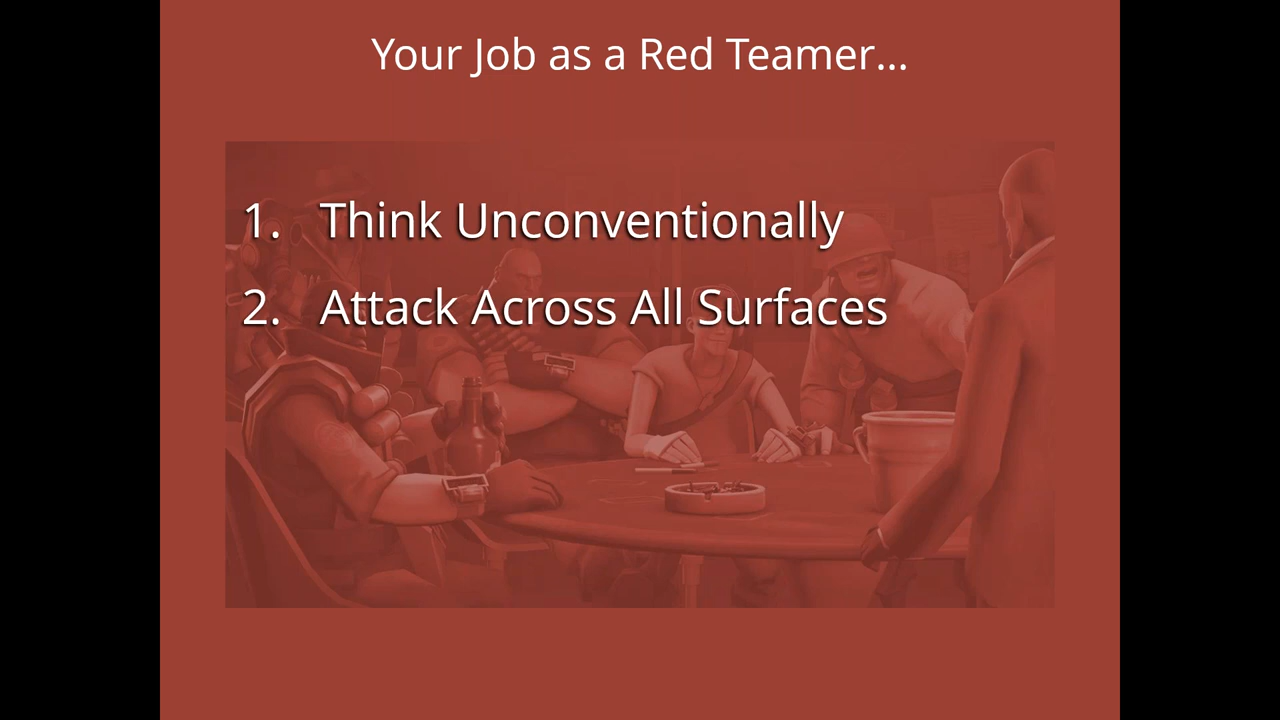 Your Job as a Red Teamer...
1. Think Unconventionally
2. Attack Across All Surfaces